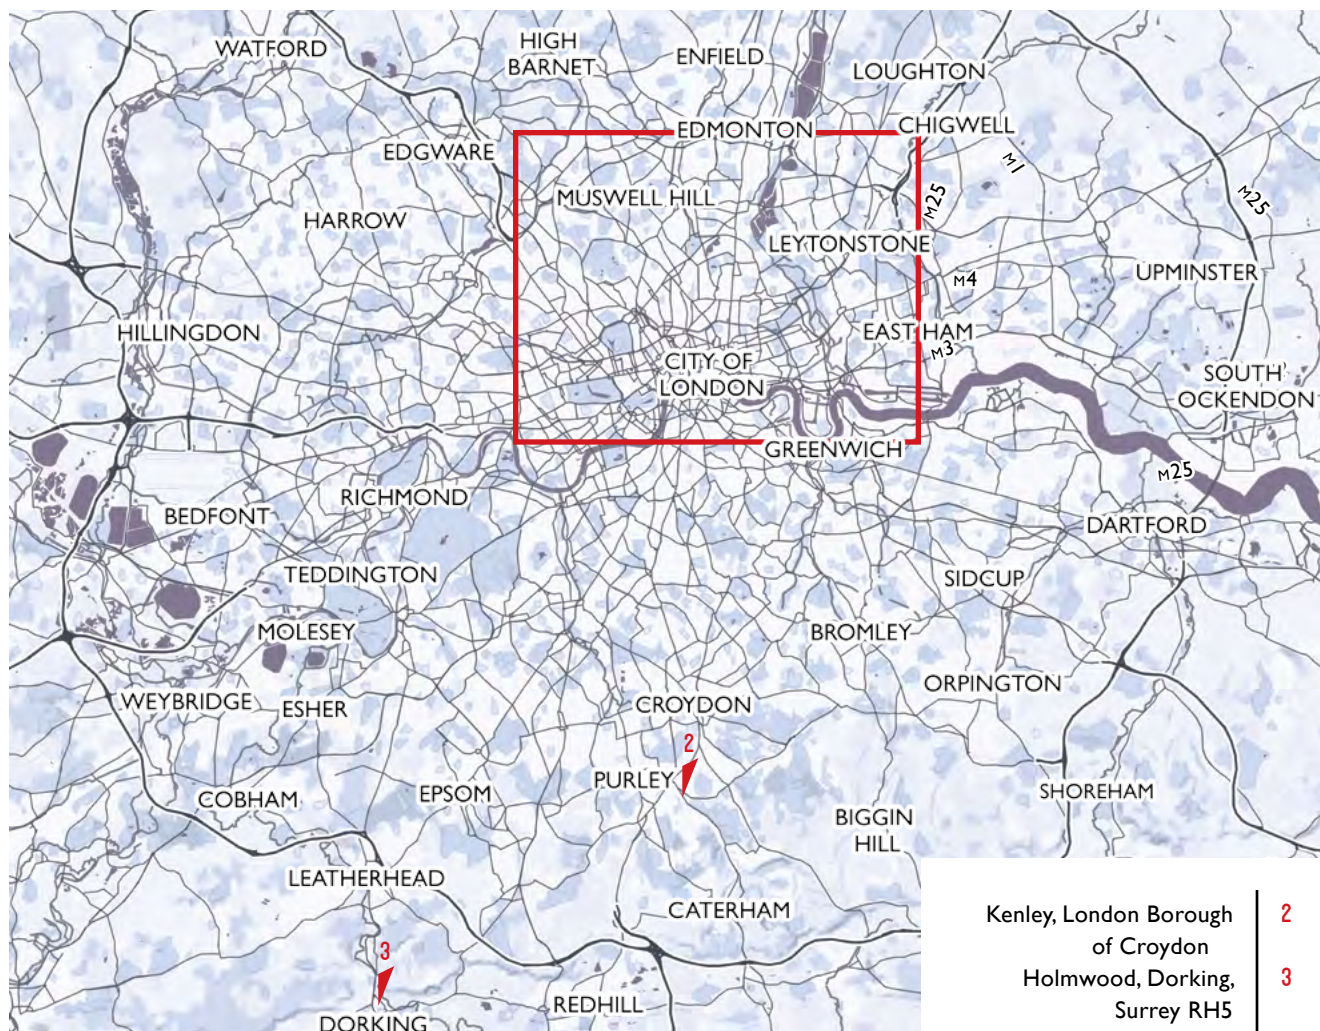 WATFORD
HIGH
BARNET
ENFIELD
LOUGHTON
EDMONTON
CHIGWELL
EDGWARE
M1
M25
M25
MUSWELL HILL
HARROW
LEYTONSTONE
M4
UPMINSTER
HILLINGDON
EAST HAM
M3
CITY OF
LONDON
SOUTH'
OCKENDON
GREENWICH
M25
RICHMOND
BEDFONT
DARTFORD
TEDDINGTON
SIDCUP
MOLESEY
BROMLEY
ORPINGTON
WEYBRIDGE
ESHER
CROYDON
2
PURLEY
COBHAM
EPSOM
SHOREHAM
BIGGIN
HILL
LEATHERHEAD
CATERHAM
3
REDHILL
DORKING
Kenley, London Borough 2
of Croydon
Holmwood, Dorking, 3
Surrey RH5